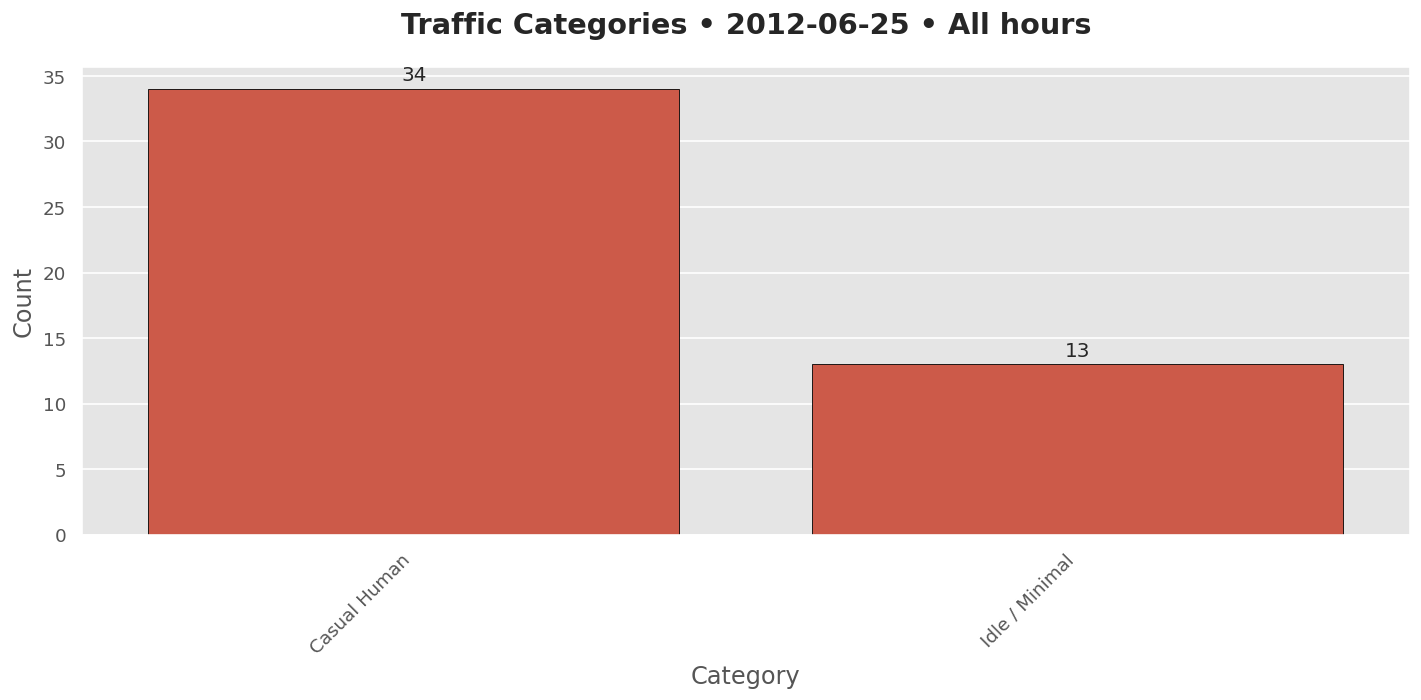 Traffic Categories • 2012-06-25 • All hours
35
30
25
20
15
10
5
0
Count
34
13
Casual Human
Idle / Minimal
Category